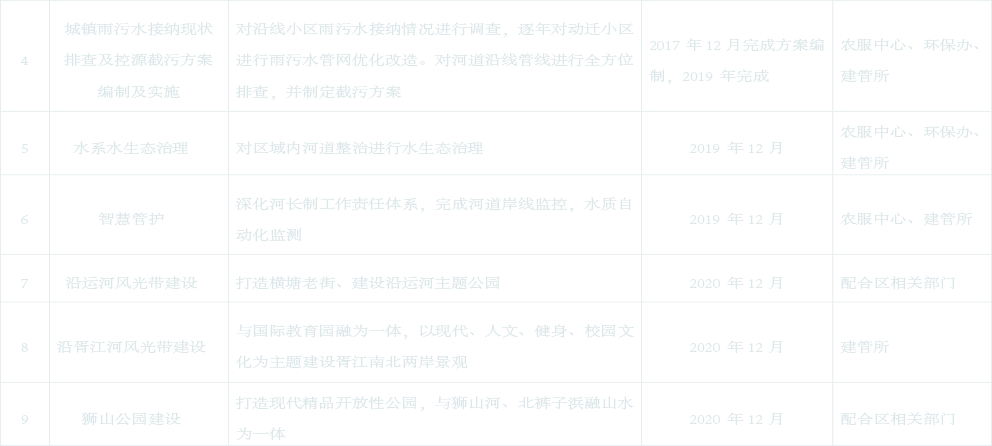 4
城镇雨污水接纳现状
排查及控源截污方案
编制及实施
对沿线小区雨污水接纳情况进行调查，逐年对动迁小区
进行雨污水管网优化改造。对河道沿线管线进行全方位
排查，并制定截污方案
2017 年 12 月完成方案编
制，2019 年完成
农服中心、环保办、
建管所
5
水系水生态治理
对区域内河道整治进行水生态治理
2019 年 12 月
农服中心、环保办、
建管所
6
智慧管护
深化河长制工作责任体系，完成河道岸线监控，水质自
动化监测
2019 年 12 月
农服中心、建管所
7
沿运河风光带建设
打造横塘老街、建设沿运河主题公园
2020 年 12 月
配合区相关部门
8
沿胥江河风光带建设
与国际教育园融为一体，以现代、人文、健身、校园文
化为主题建设胥江南北两岸景观
2020 年 12 月
建管所
9
狮山公园建设
打造现代精品开放性公园，与狮山河、北裤子浜融山水
为一体
2020 年 12 月
配合区相关部门